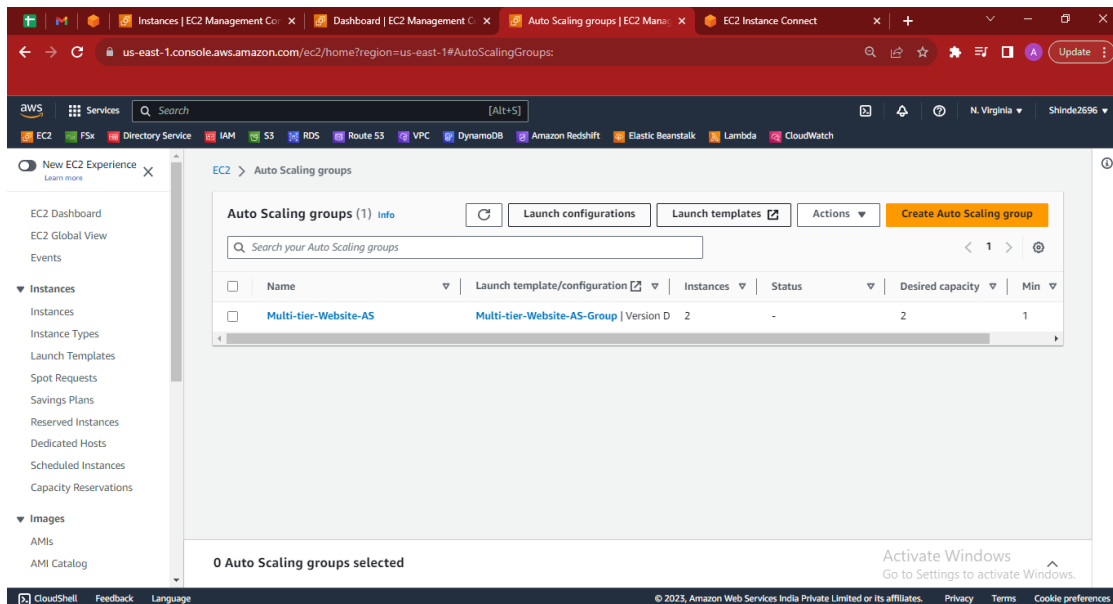 Instances | EC2 Management Cor
Dashboard | EC2 Management C
Auto Scaling groups | EC2 Manag
EC2 Instance Connect
us-east-1.console.aws.amazon.com/ec2/home?region=us-east-1#AutoScalingGroups:
A
Update
aws
Services
Search
[Alt+S]
N. Virginia
Shinde2696
EC2
FSx
Directory Service
IAM
S3
RDS
Route 53
VPC
DynamoDB
Amazon Redshift
Elastic Beanstalk
Lambda
CloudWatch
New EC2 Experience
Learn more
EC2 Dashboard
EC2 Global View
Events
Instances
Instances
Instance Types
Launch Templates
Spot Requests
Savings Plans
Reserved Instances
Dedicated Hosts
Scheduled Instances
Capacity Reservations
Images
AMIs
AMI Catalog
EC2 > Auto Scaling groups
Auto Scaling groups (1) Info
Launch configurations
Launch templates
Actions
Create Auto Scaling group
Search your Auto Scaling groups
< 1 >
Name
Launch template/configuration
Instances
Status
Desired capacity
Min
Multi-tier-Website-AS
Multi-tier-Website-AS-Group | Version D
2
-
2
1
0 Auto Scaling groups selected
Activate Windows
Go to Settings to activate Windows.
CloudShell
Feedback
Language
© 2023, Amazon Web Services India Private Limited or its affiliates.
Privacy
Terms
Cookie preferences